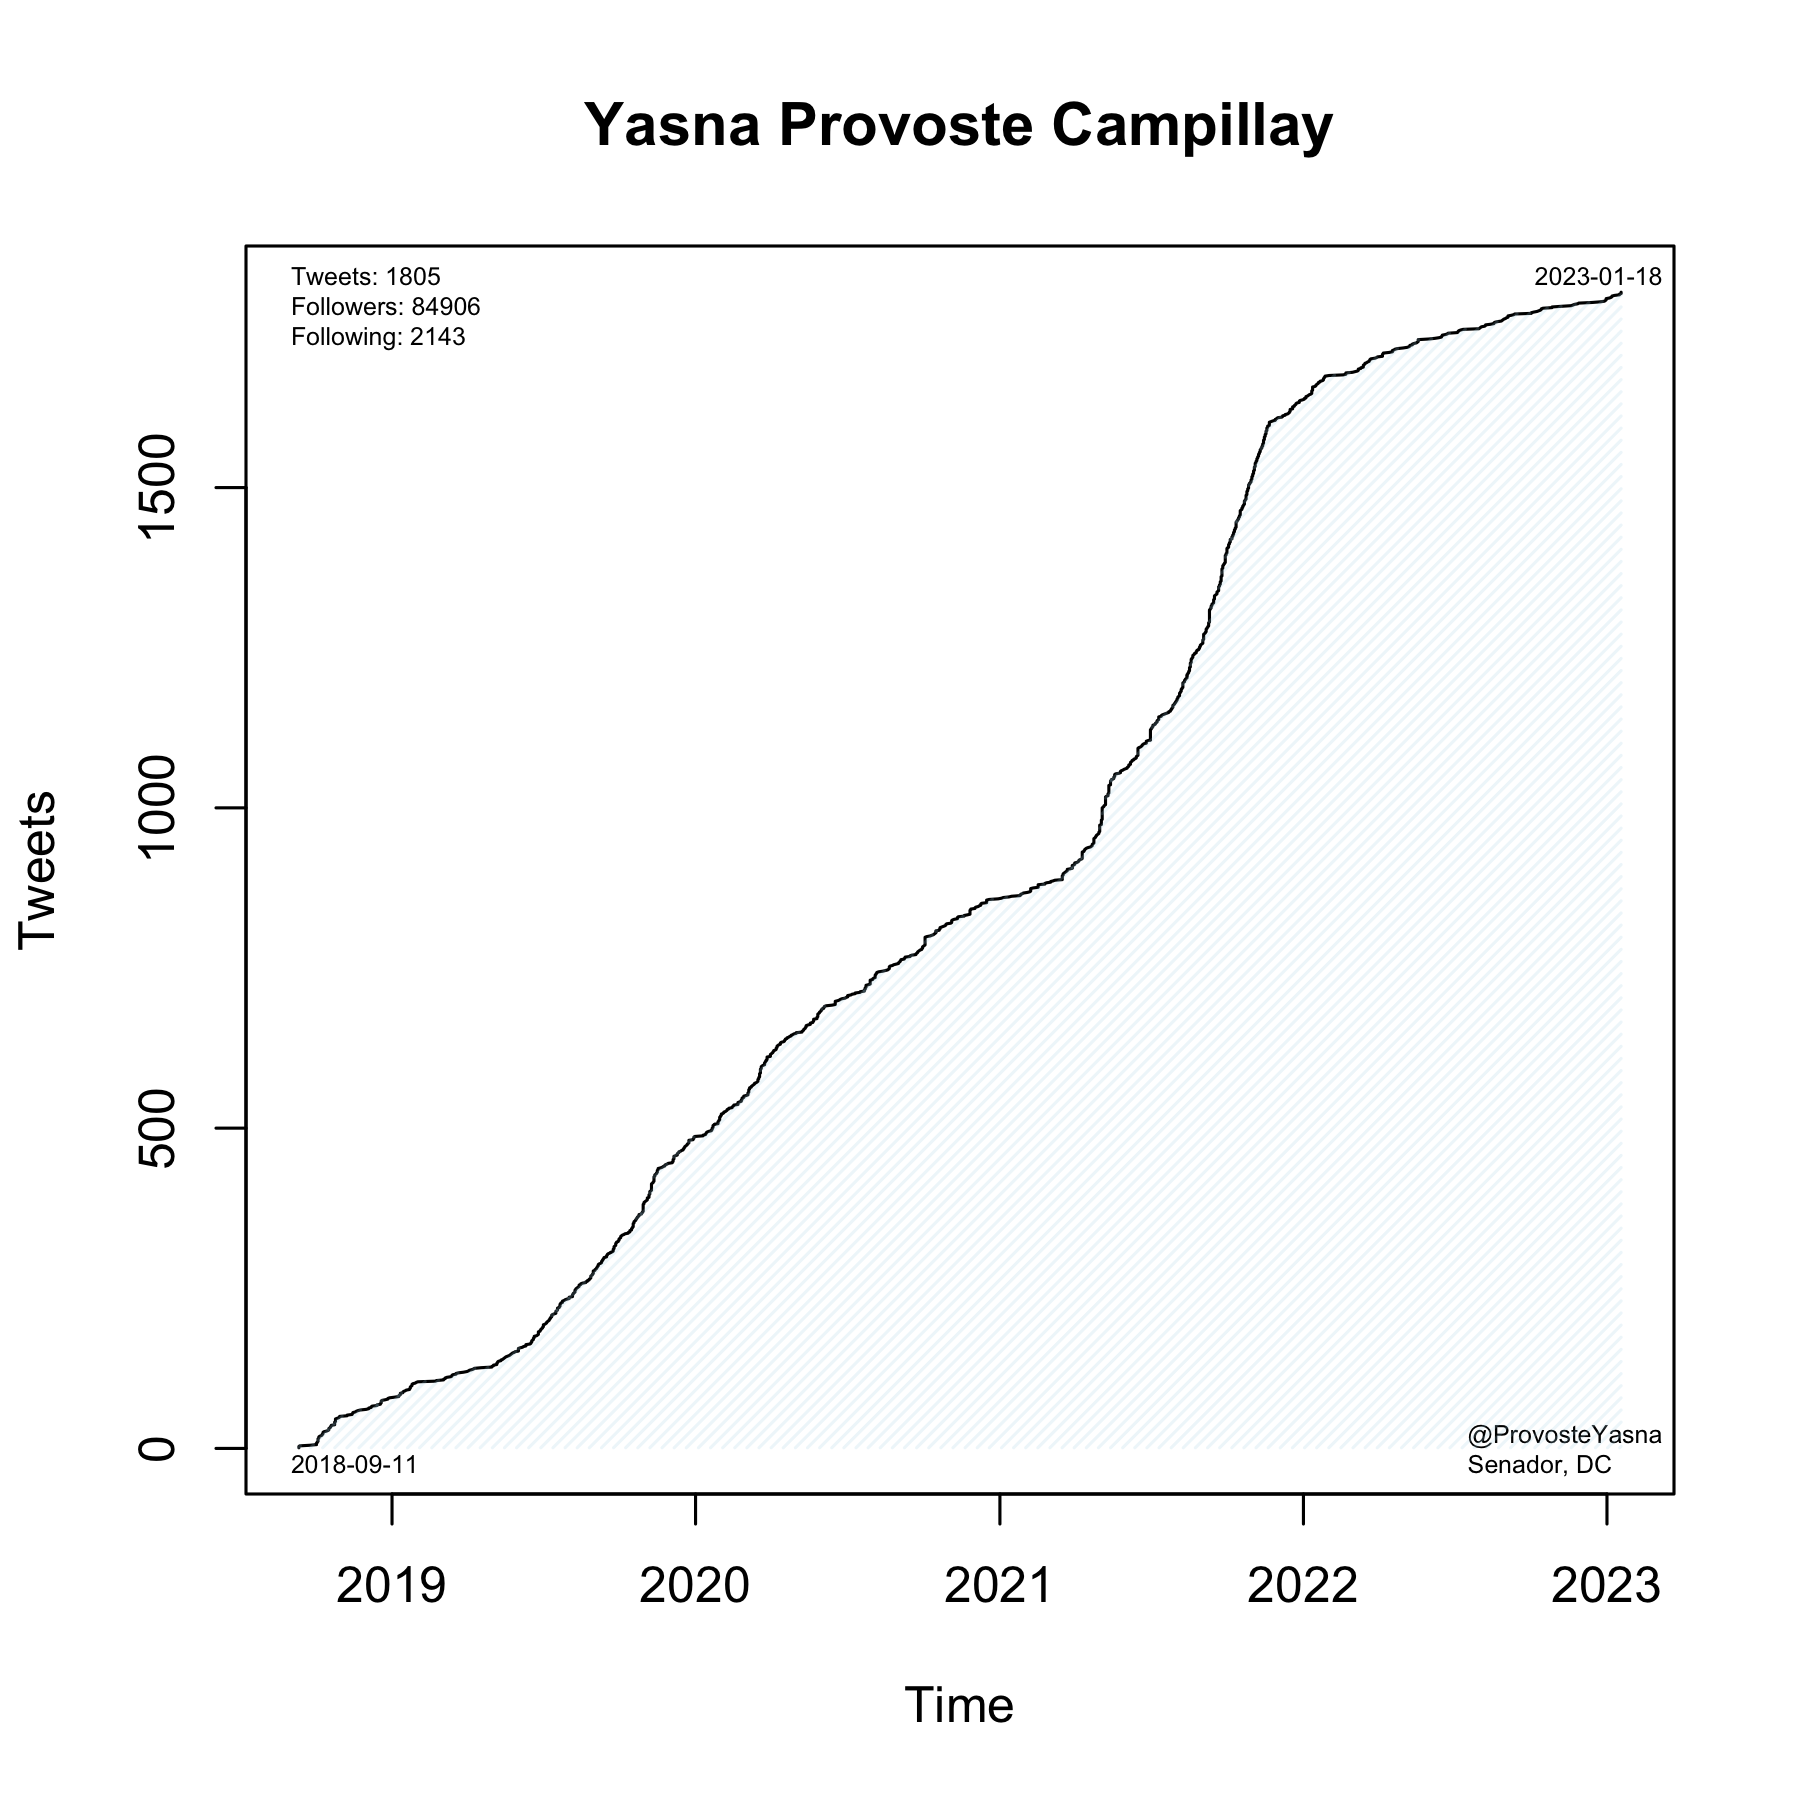 Yasna Provoste Campillay
Tweets: 1805
Followers: 84906
Following: 2143
2023-01-18
1500
1000
500
0
Tweets
2018-09-11
@ProvosteYasna
Senador, DC
2019
2020
2021
2022
2023
Time